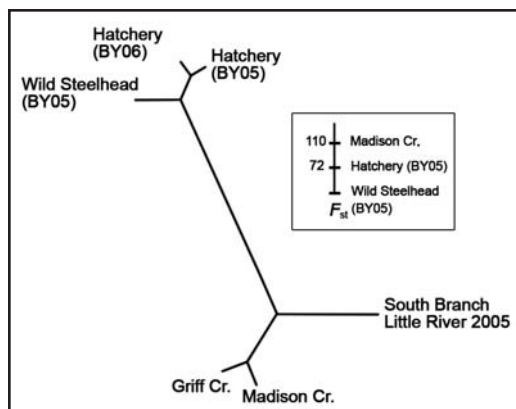 Hatchery
(BY06)
Hatchery
(BY05)
Wild Steelhead
(BY05)
110 Madison Cr.
72 Hatchery (BY05)
Wild Steelhead
Fst (BY05)
South Branch
Little River 2005
Griff Cr.
Madison Cr.